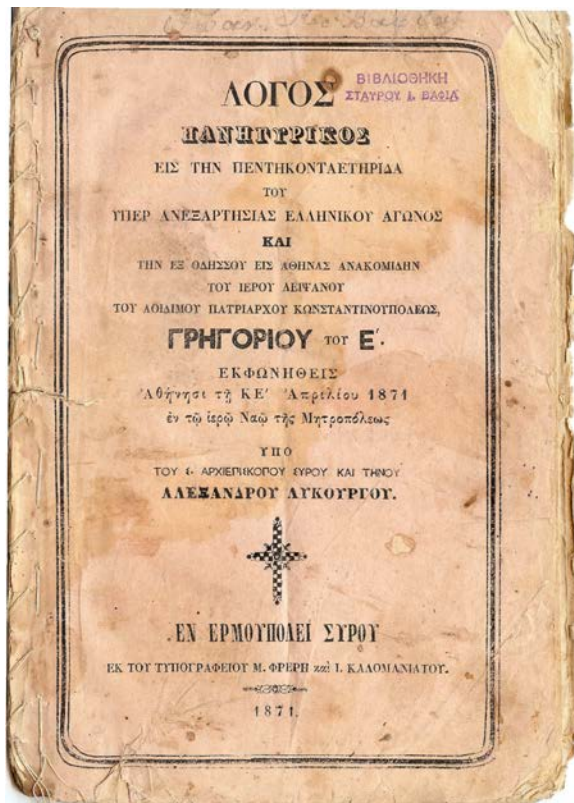 ΒΙΒΛΙΟΘΗΚΗ
ΣΤΑΥΡΟΥ Ι. ΒΑΦΙΑ
ΛΟΓΟΣ
ΠΑΝΗΓΥΡΙΚΟΣ
ΕΙΣ ΤΗΝ ΠΕΝΤΗΚΟΝΤΑΕΤΗΡΙΔΑ
ΤΟΥ
ΥΠΕΡ ΑΝΕΞΑΡΤΗΣΙΑΣ ΕΛΛΗΝΙΚΟΥ ΑΓΩΝΟΣ
ΚΑΙ
ΤΗΝ ΕΞ ΟΔΗΣΣΟΥ ΕΙΣ ΑΘΗΝΑΣ ΑΝΑΚΟΜΙΔΗΝ
ΤΟΥ ΙΕΡΟΥ ΛΕΙΨΑΝΟΥ
ΤΟΥ ΑΟΙΔΙΜΟΥ ΠΑΤΡΙΑΡΧΟΥ ΚΩΝΣΤΑΝΤΙΝΟΥΠΟΛΕΩΣ,
ΓΡΗΓΟΡΙΟΥ ΤΟΥ Ε΄.
ΕΚΦΩΝΗΘΕΙΣ
Ἀθήνησι τῇ ΚΕ΄ Ἀπριλίου 1871
ἐν τῷ ἱερῷ Ναῷ τῆς Μητροπόλεως
ΥΠΟ
ΤΟΥ Σ. ΑΡΧΙΕΠΙΣΚΟΠΟΥ ΣΥΡΟΥ ΚΑΙ ΤΗΝΟΥ
ΑΛΕΞΑΝΔΡΟΥ ΛΥΚΟΥΡΓΟΥ.
ΕΝ ΕΡΜΟΥΠΟΛΕΙ ΣΥΡΟΥ
ΕΚ ΤΟΥ ΤΥΠΟΓΡΑΦΕΙΟΥ Μ. ΦΡΕΡΗ καὶ Ι. ΚΑΛΟΜΑΝΙΑΤΟΥ.
1871.